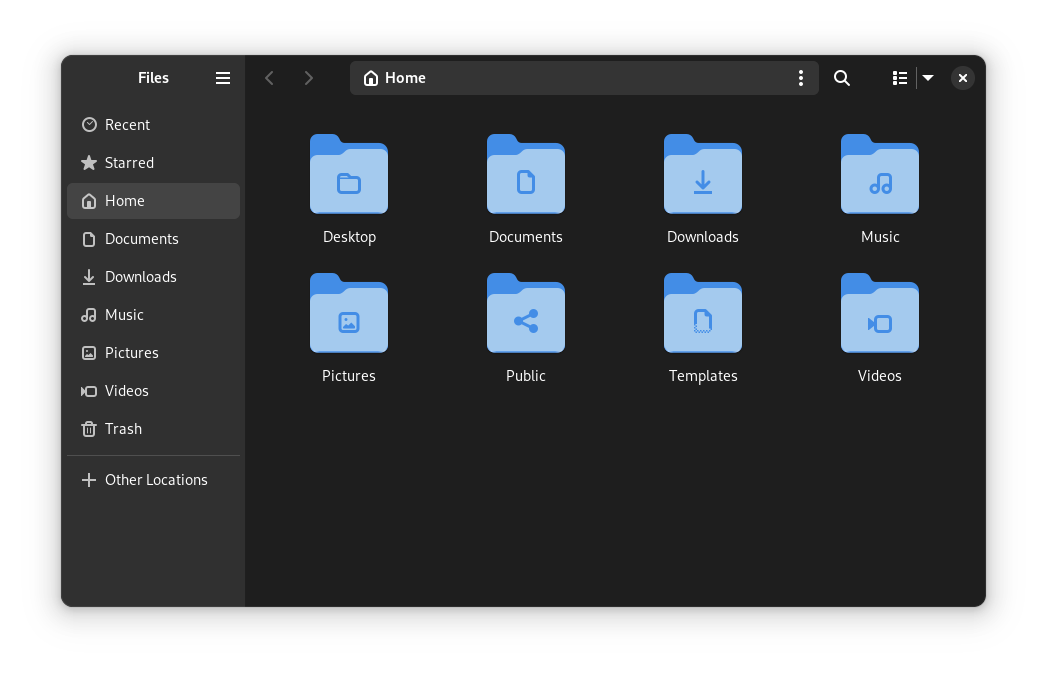 Files
Home
Recent
Starred
Home
Documents
Downloads
Music
Pictures
Videos
Trash
Other Locations
Desktop
Documents
Downloads
Music
Pictures
Public
Templates
Videos